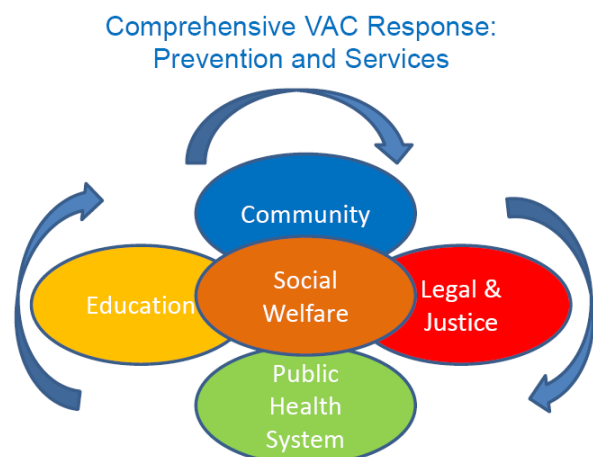 Comprehensive VAC Response:
Prevention and Services
Community
Education
Social
Welfare
Legal &
Justice
Public
Health
System